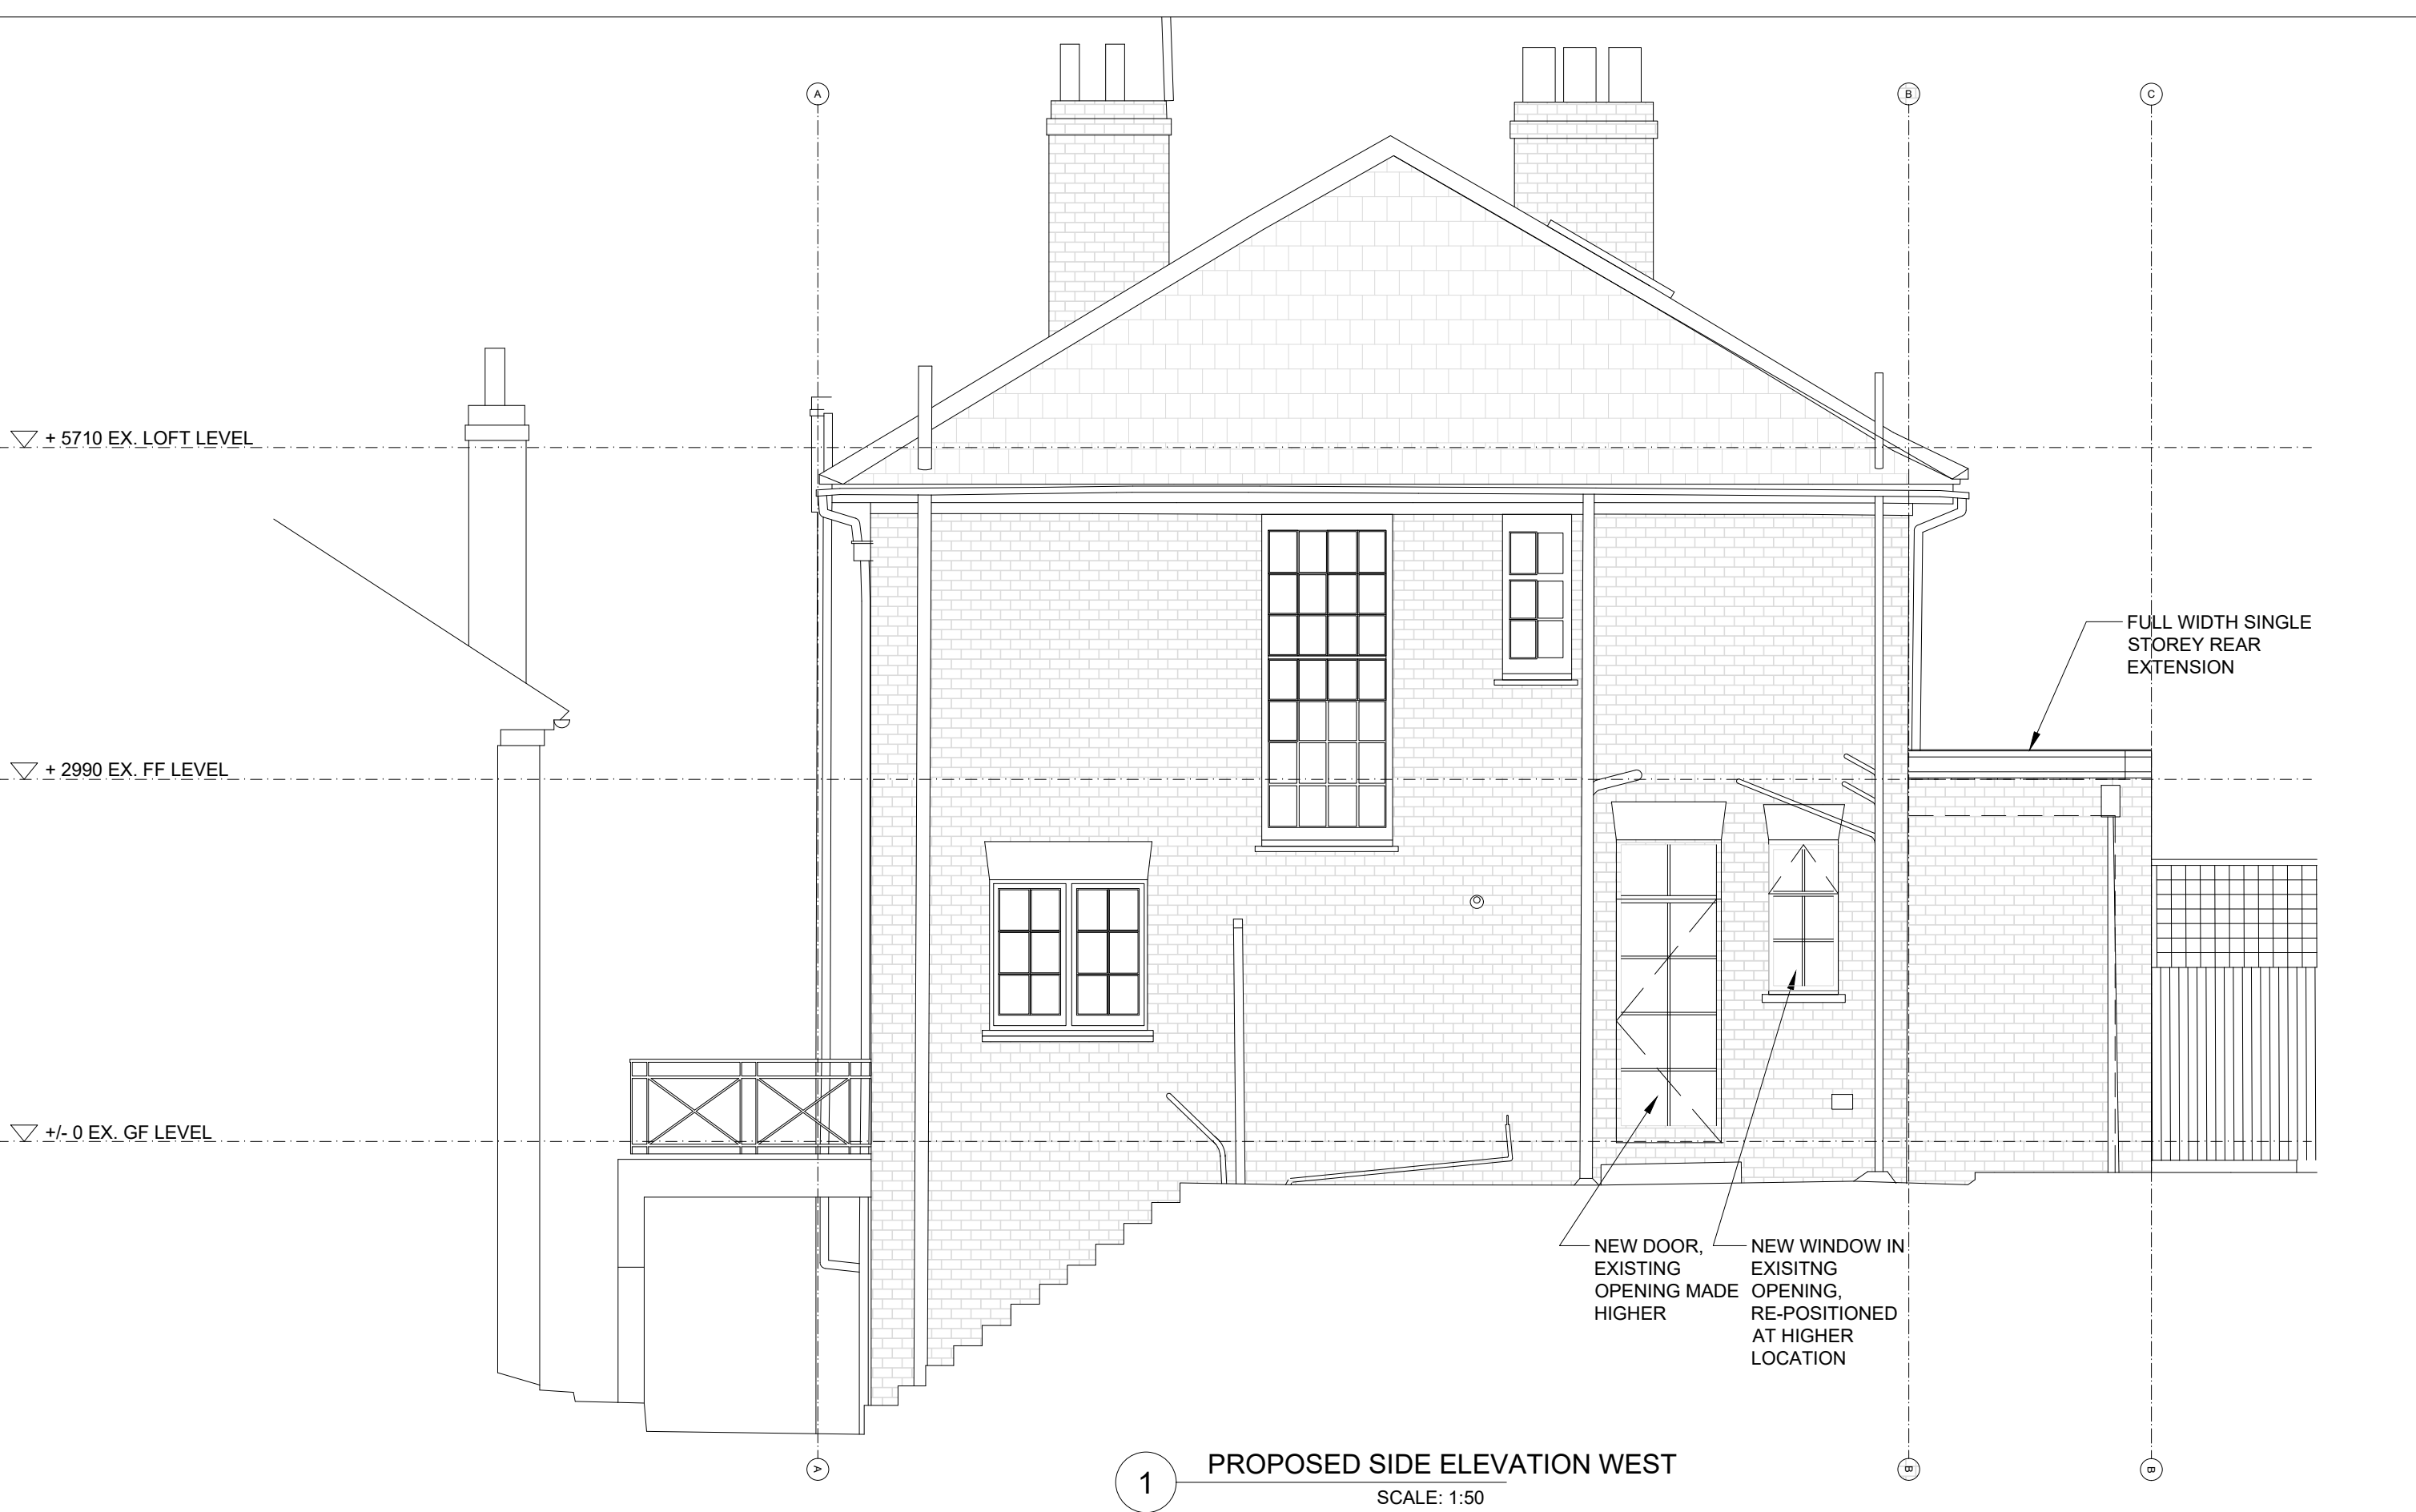 A
B
C
+ 5710 EX. LOFT LEVEL
FULL WIDTH SINGLE
STOREY REAR
EXTENSION
+ 2990 EX. FF LEVEL
+/- 0 EX. GF LEVEL
NEW DOOR,
EXISTING
OPENING MADE
HIGHER
NEW WINDOW IN
EXISITNG
OPENING,
RE-POSITIONED
AT HIGHER
LOCATION
A
B
B
1
PROPOSED SIDE ELEVATION WEST
SCALE: 1:50